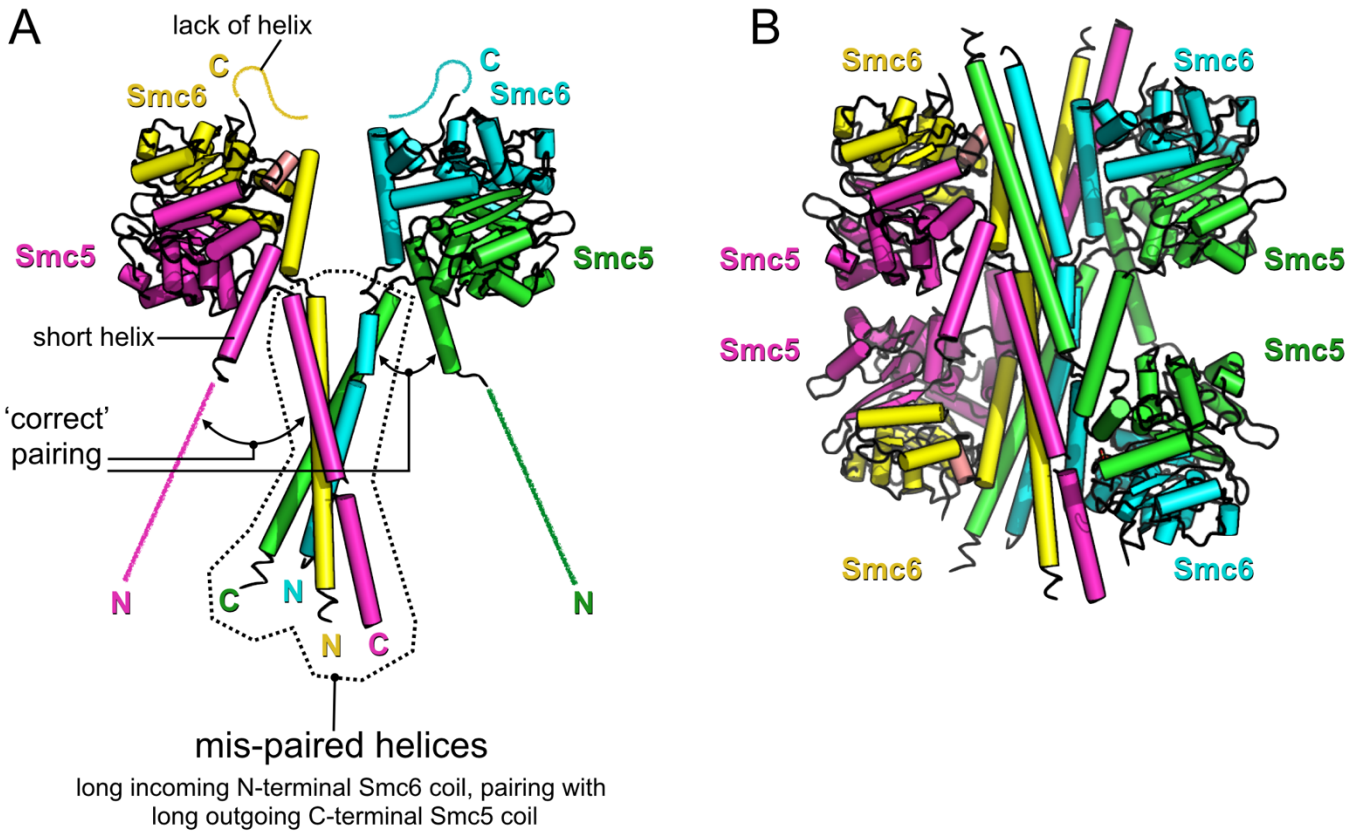 A
lack of helix
C
Smc6
C
Smc6
Smc5
Smc5
short helix
'correct'
pairing
N
C
N
N
C
N
mis-paired helices
long incoming N-terminal Smc6 coil, pairing with
long outgoing C-terminal Smc5 coil
B
Smc6
Smc6
Smc5
Smc5
Smc5
Smc5
Smc6
Smc6